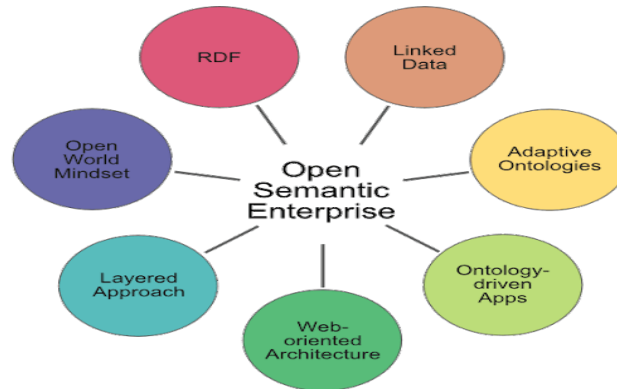 RDF
Linked
Data
Adaptive
Ontologies
Ontology-
driven
Apps
Web-
oriented
Architecture
Layered
Approach
Open
World
Mindset
Open
Semantic
Enterprise